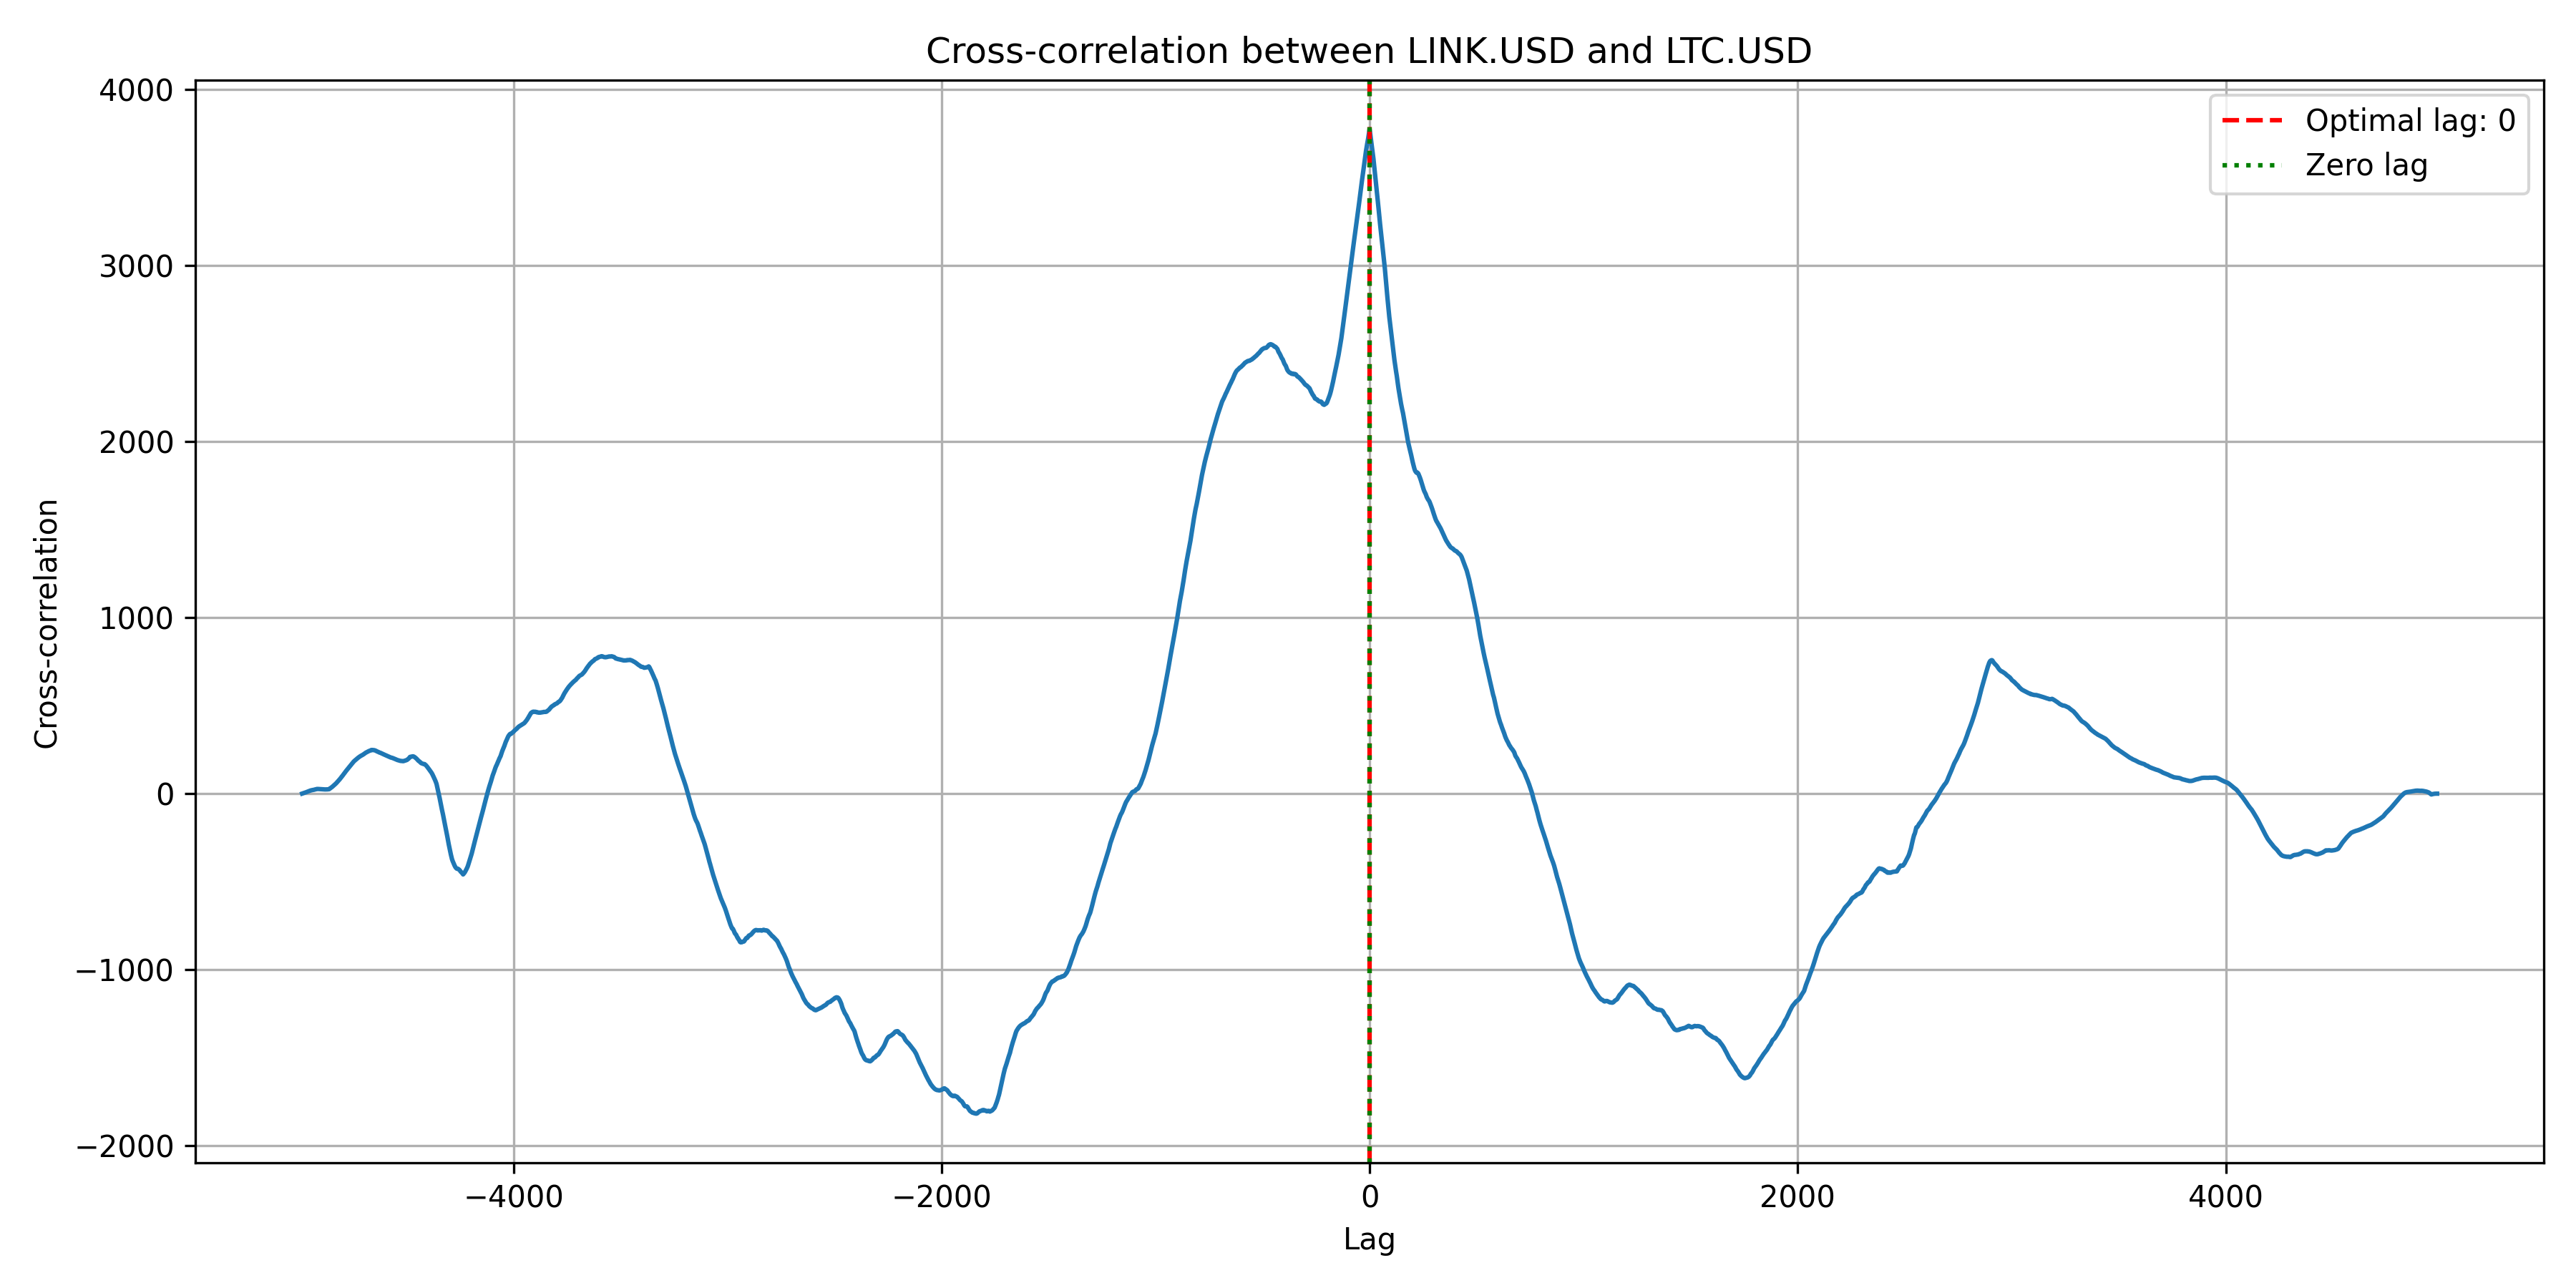 Cross-correlation between LINK.USD and LTC.USD
4000
3000
2000
1000
0
−1000
−2000
Cross-correlation
Optimal lag: 0
Zero lag
−4000
−2000
0
2000
4000
Lag